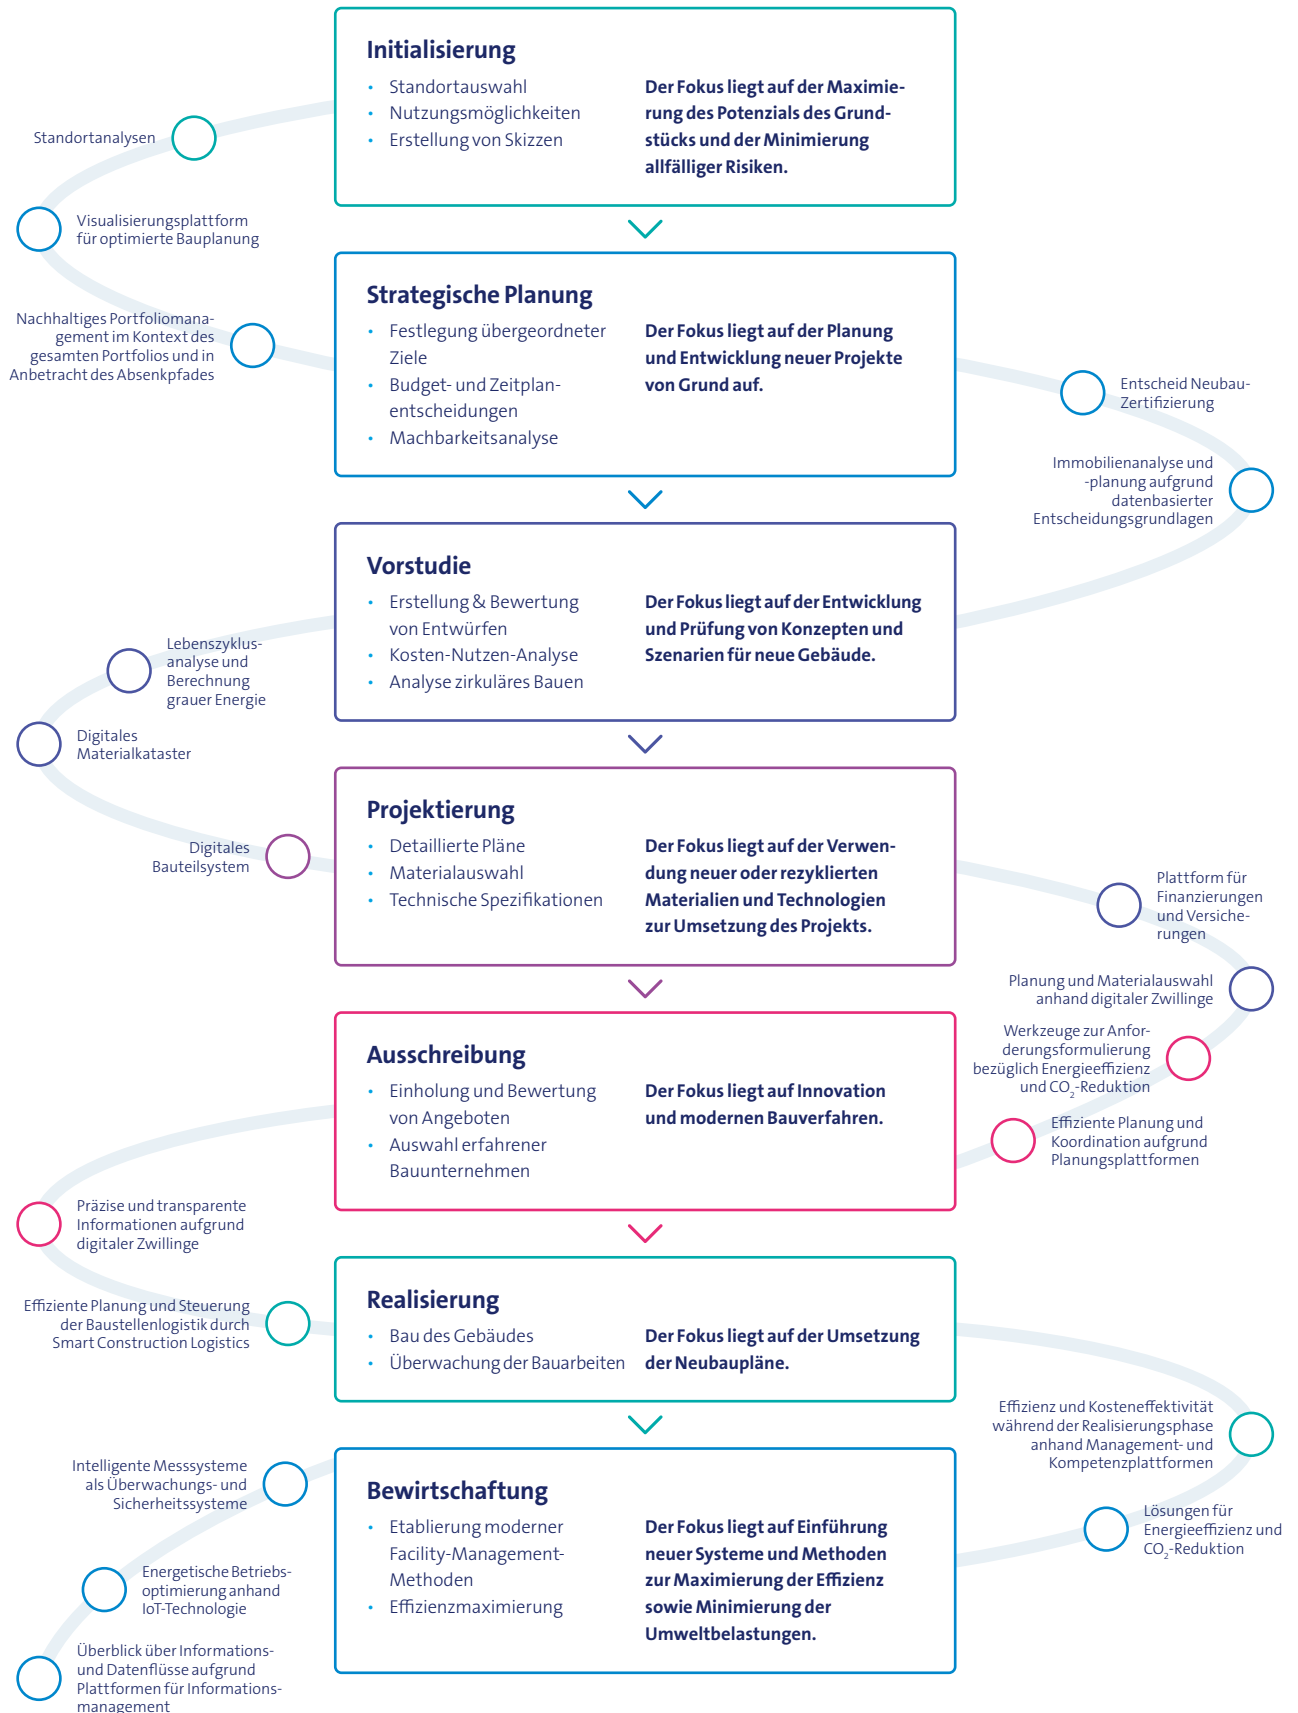 Initialisierung
Standortauswahl
Nutzungsmöglichkeiten
Erstellung von Skizzen
Der Fokus liegt auf der Maximie-
rung des Potenzials des Grund-
stücks und der Minimierung
allfälliger Risiken.
Standortanalysen
Visualisierungsplattform
für optimierte Bauplanung
Nachhaltiges Portfoliomana-
gement im Kontext des
gesamten Portfolios und in
Anbetracht des Absenkpfades
Strategische Planung
Festlegung übergeordneter
Ziele
Budget- und Zeitplan-
entscheidungen
Machbarkeitsanalyse
Der Fokus liegt auf der Planung
und Entwicklung neuer Projekte
von Grund auf.
Entscheid Neubau-
Zertifizierung
Immobilienanalyse und
-planung aufgrund
datenbasierter
Entscheidungsgrundlagen
Vorstudie
Erstellung & Bewertung
von Entwürfen
Kosten-Nutzen-Analyse
Analyse zirkuläres Bauen
Der Fokus liegt auf der Entwicklung
und Prüfung von Konzepten und
Szenarien für neue Gebäude.
Lebenszyklus-
analyse und
Berechnung
grauer Energie
Digitales
Materialkataster
Digitales
Bauteilsystem
Projektierung
Detaillierte Pläne
Materialauswahl
Technische Spezifikationen
Der Fokus liegt auf der Verwen-
dung neuer oder rezyklierten
Materialien und Technologien
zur Umsetzung des Projekts.
Plattform für
Finanzierungen
und Versiche-
rungen
Planung und Materialauswahl
anhand digitaler Zwillinge
Werkzeuge zur Anfor-
derungsformulierung
bezüglich Energieeffizienz
und CO₂-Reduktion
Effiziente Planung und
Koordination aufgrund
Planungsplattformen
Ausschreibung
Einholung und Bewertung
von Angeboten
Auswahl erfahrener
Bauunternehmen
Der Fokus liegt auf Innovation
und modernen Bauverfahren.
Präzise und transparente
Informationen aufgrund
digitaler Zwillinge
Effiziente Planung und Steuerung
der Baustellenlogistik durch
Smart Construction Logistics
Realisierung
Bau des Gebäudes
Überwachung der Bauarbeiten
Der Fokus liegt auf der Umsetzung
der Neubaupläne.
Effizienz und Kosteneffektivität
während der Realisierungsphase
anhand Management- und
Kompetenzplattformen
Lösungen für
Energieeffizienz und
CO₂-Reduktion
Intelligente Messsysteme
als Überwachungs- und
Sicherheitssysteme
Energetische Betriebs-
optimierung anhand
IoT-Technologie
Überblick über Informations-
und Datenflüsse aufgrund
Plattformen für Informations-
management
Bewirtschaftung
Etablierung moderner
Facility-Management-
Methoden
Effizienzmaximierung
Der Fokus liegt auf Einführung
neuer Systeme und Methoden
zur Maximierung der Effizienz
sowie Minimierung der
Umweltbelastungen.